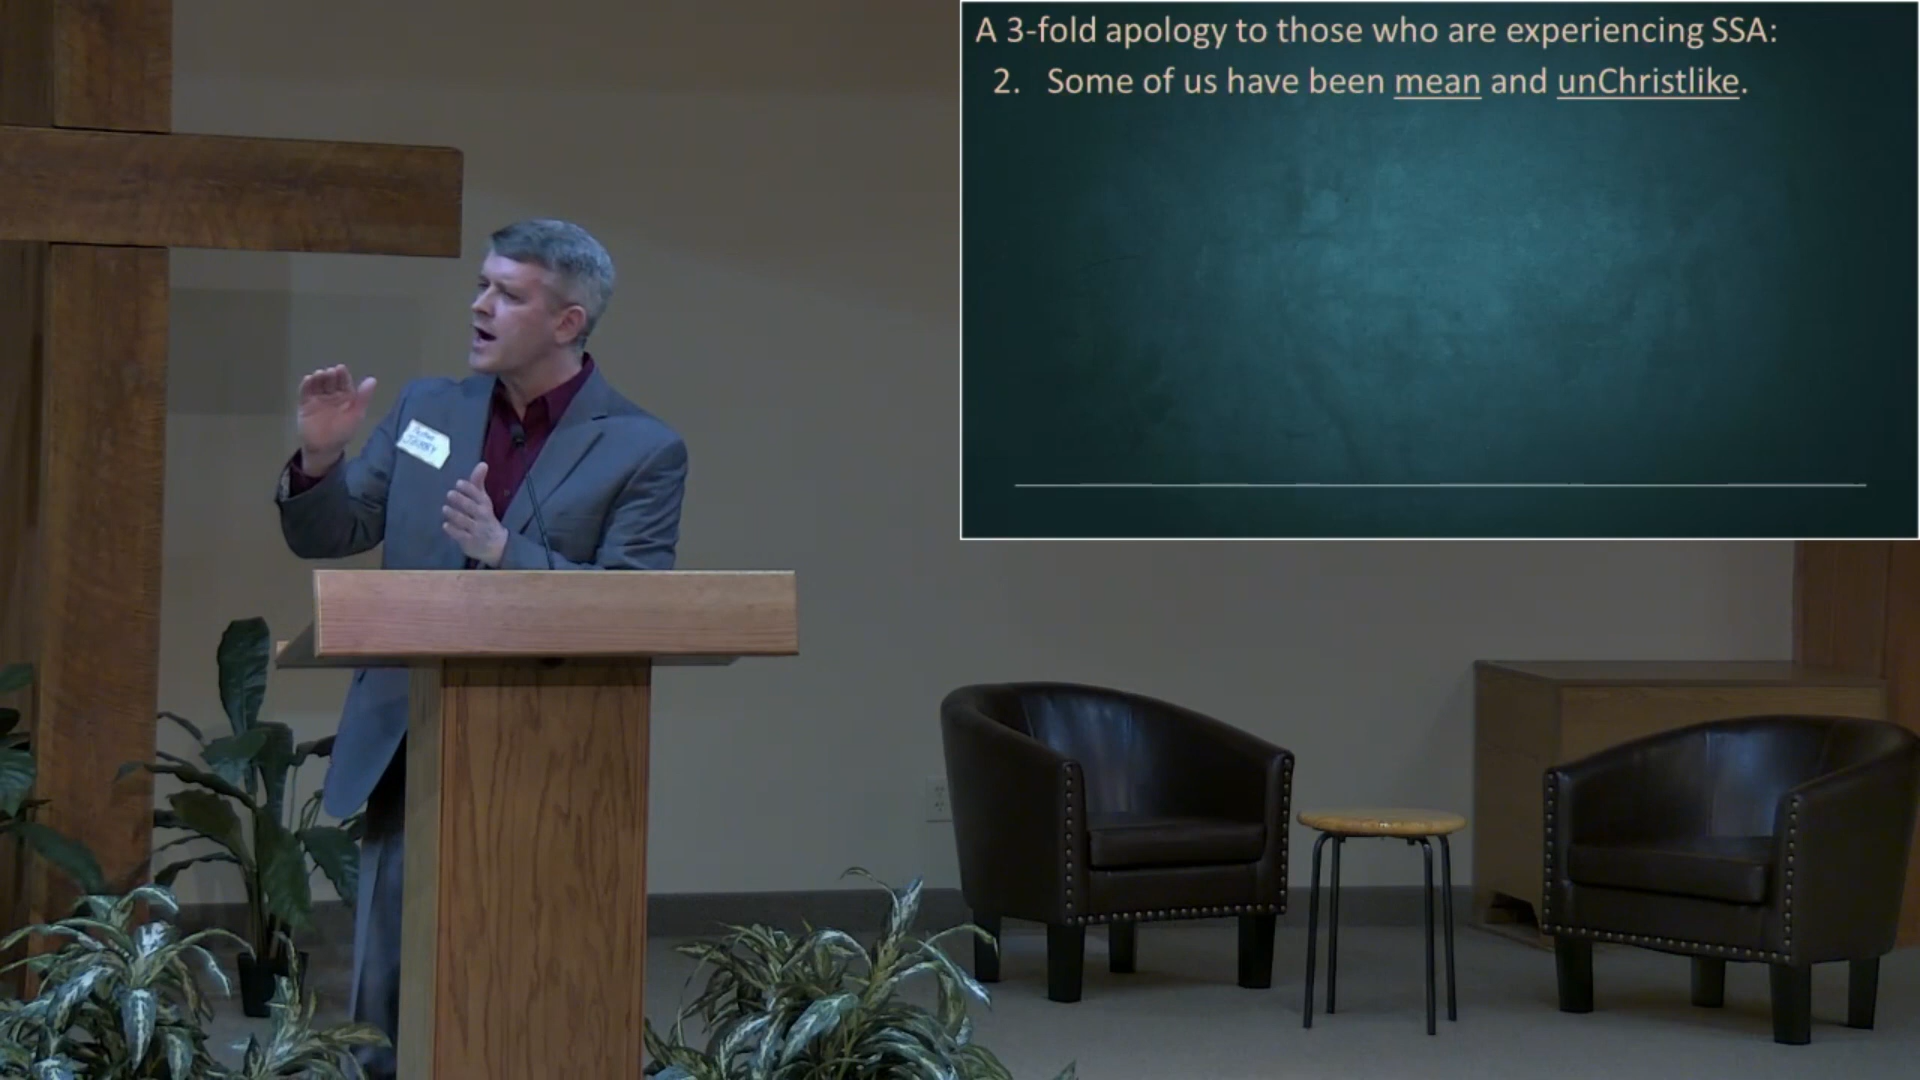 A 3-fold apology to those who are experiencing SSA:
2. Some of us have been mean and unChristlike.